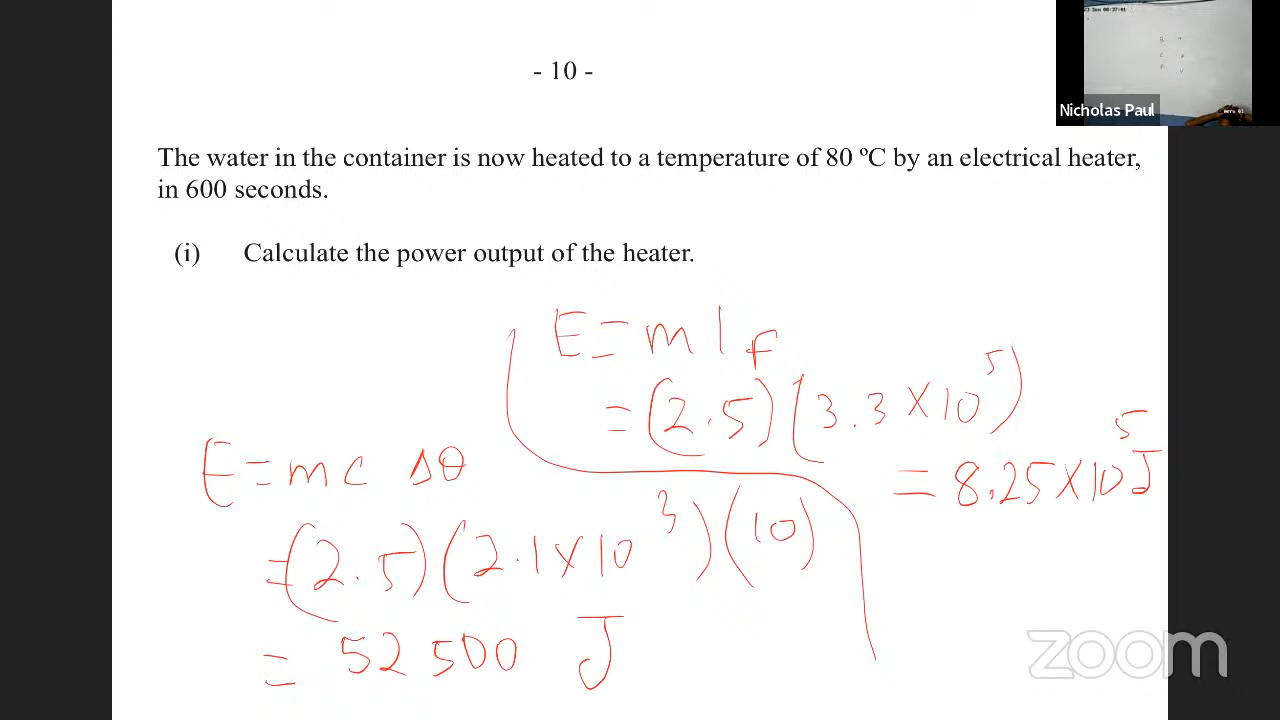 - 10 -
Nicholas Paul
The water in the container is now heated to a temperature of 80 ºC by an electrical heater,
in 600 seconds.
(i) Calculate the power output of the heater.
E = m l_F
= (2.5)(3.3 × 10^5)
= 8.25 × 10^5 J
E = m c Δθ
= (2.5)(2.1 × 10^3)(10)
= 52 500 J
zoom